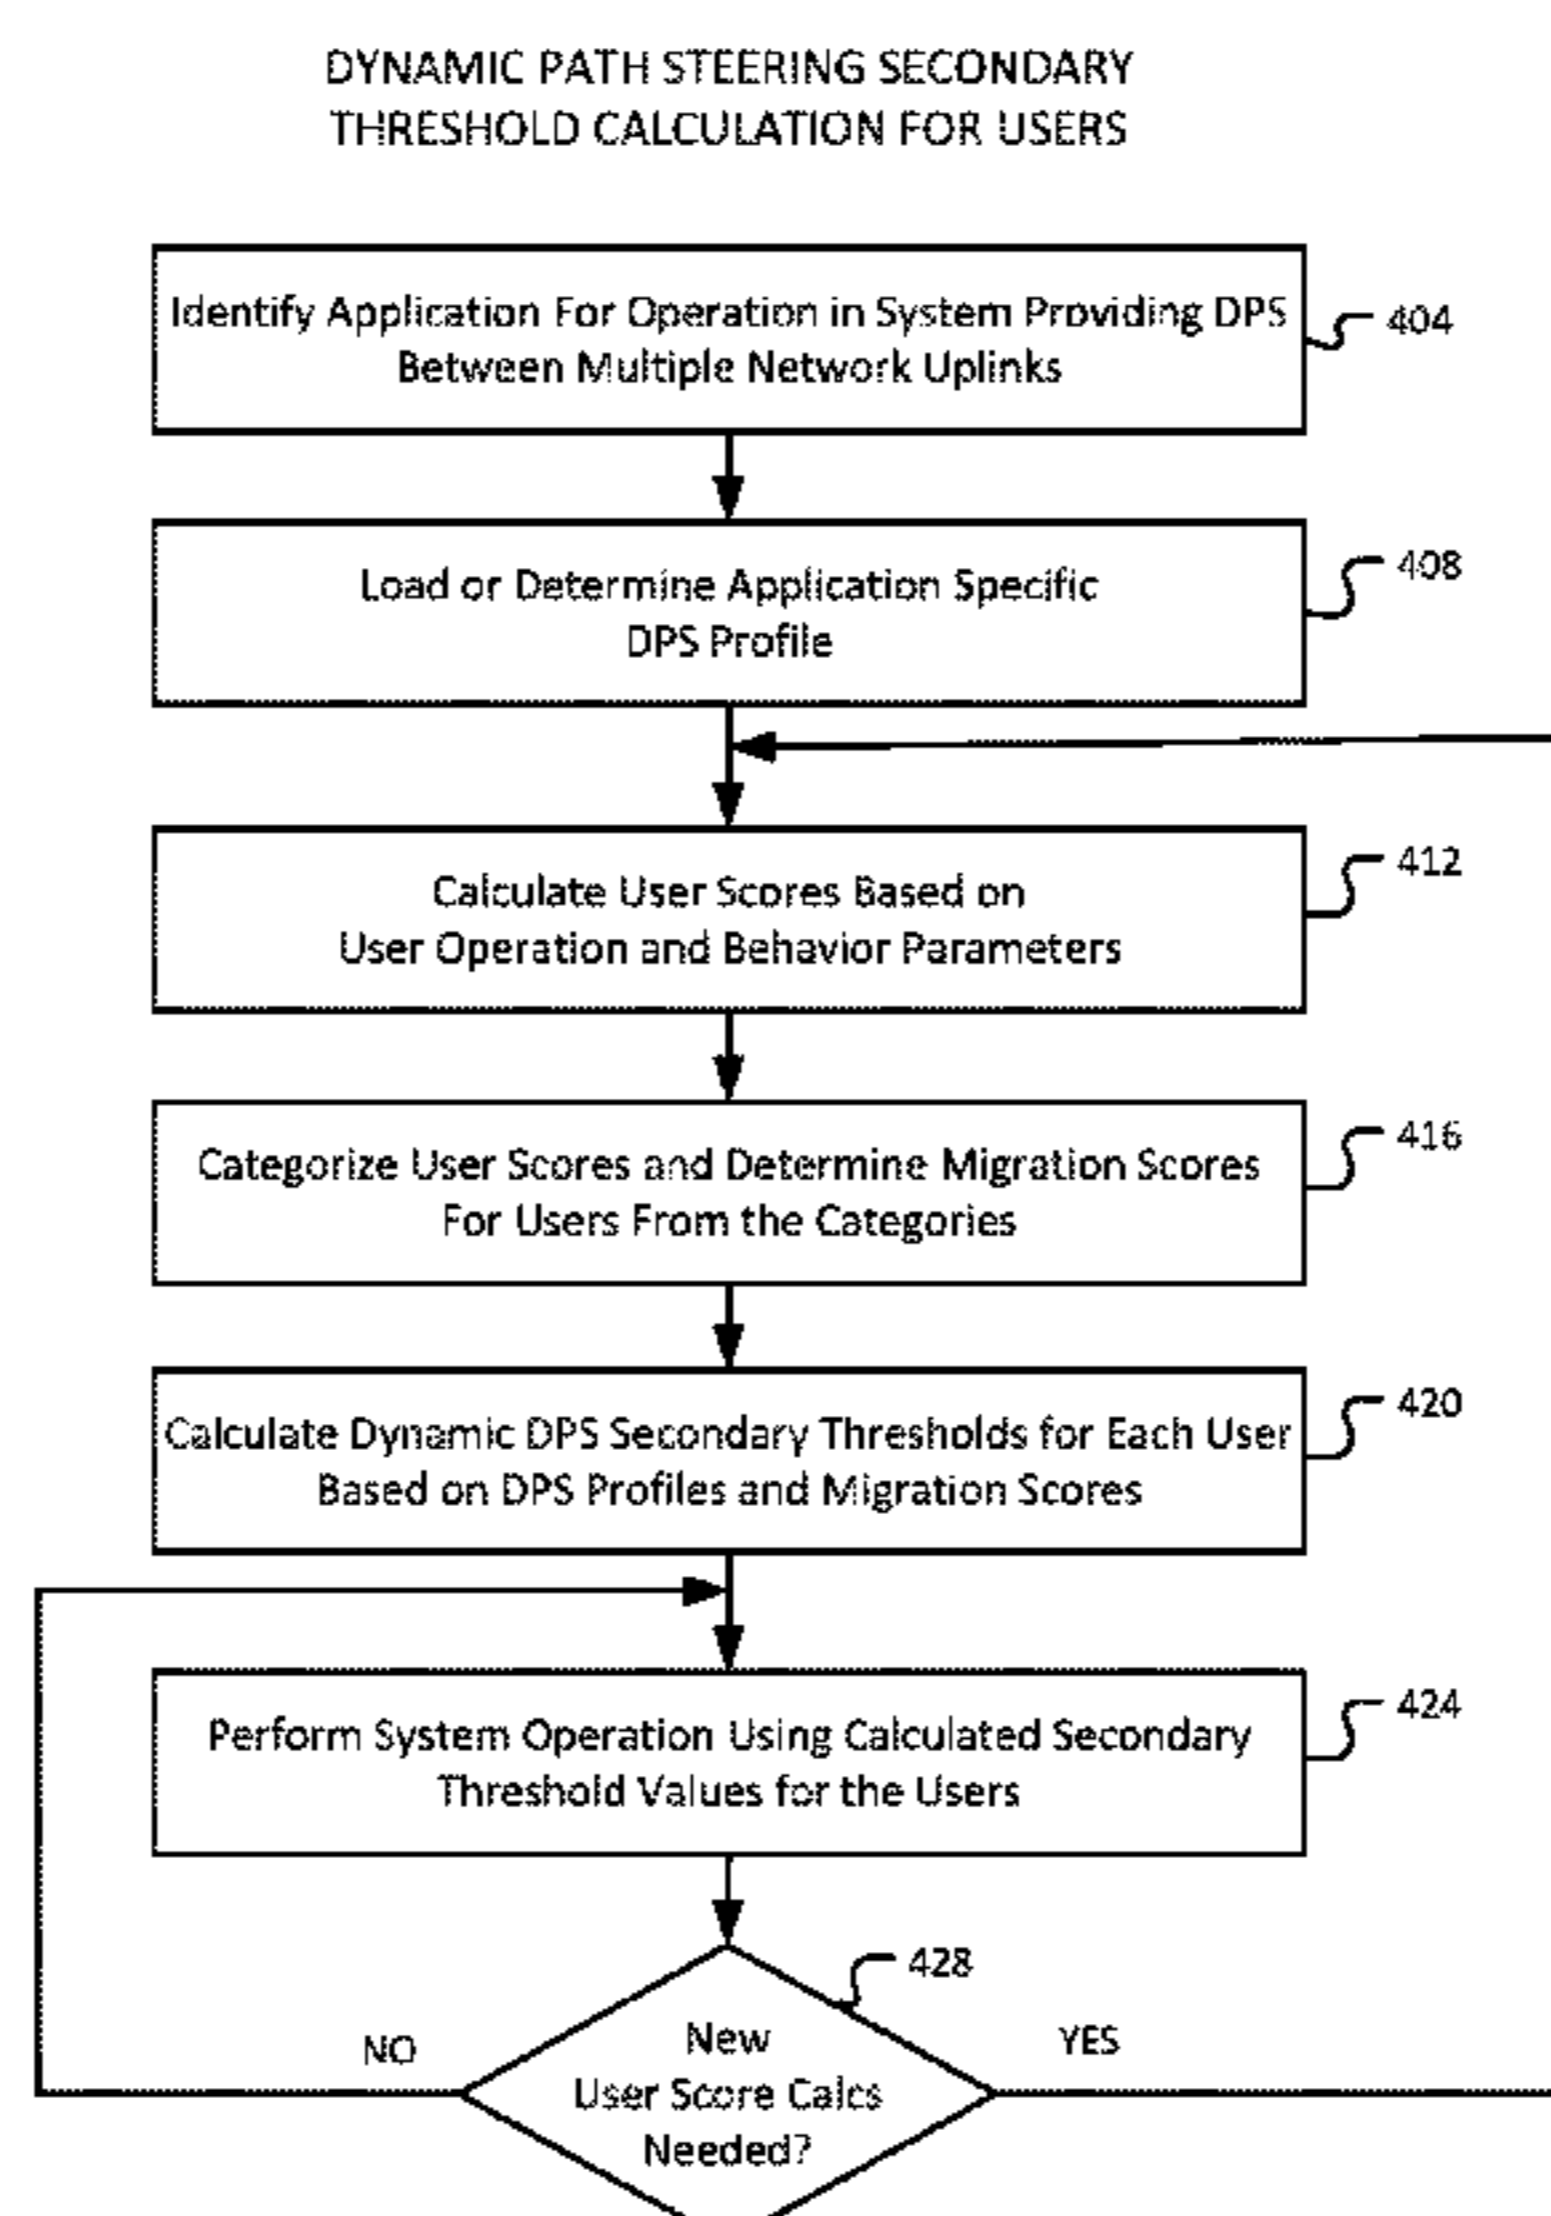 DYNAMIC PATH STEERING SECONDARY
THRESHOLD CALCULATION FOR USERS
Identify Application For Operation in System Providing DPS
Between Multiple Network Uplinks
404
Load or Determine Application Specific
DPS Profile
408
Calculate User Scores Based on
User Operation and Behavior Parameters
412
Categorize User Scores and Determine Migration Scores
For Users From the Categories
416
Calculate Dynamic DPS Secondary Thresholds for Each User
Based on DPS Profiles and Migration Scores
420
Perform System Operation Using Calculated Secondary
Threshold Values for the Users
424
428
NO
New
User Score Calcs
Needed?
YES